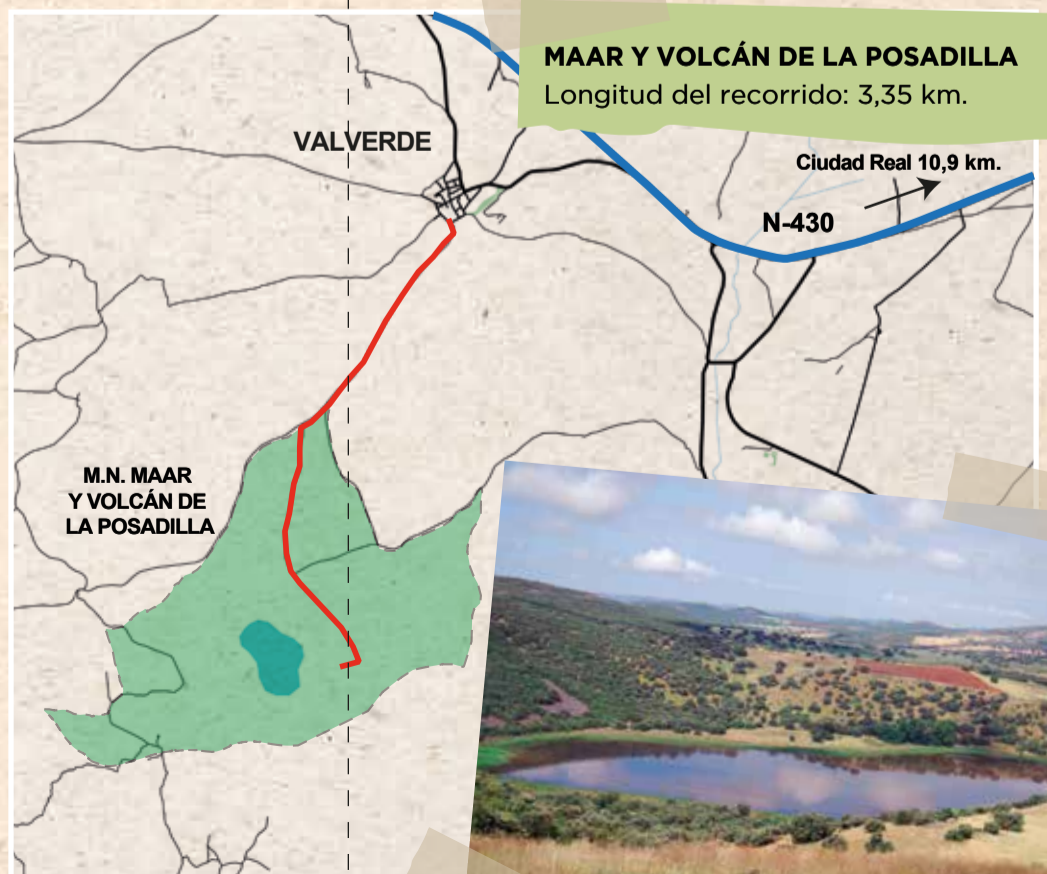 MAAR Y VOLCÁN DE LA POSADILLA
Longitud del recorrido: 3,35 km.
VALVERDE
Ciudad Real 10,9 km.
N-430
M.N. MAAR
Y VOLCÁN DE
LA POSADILLA